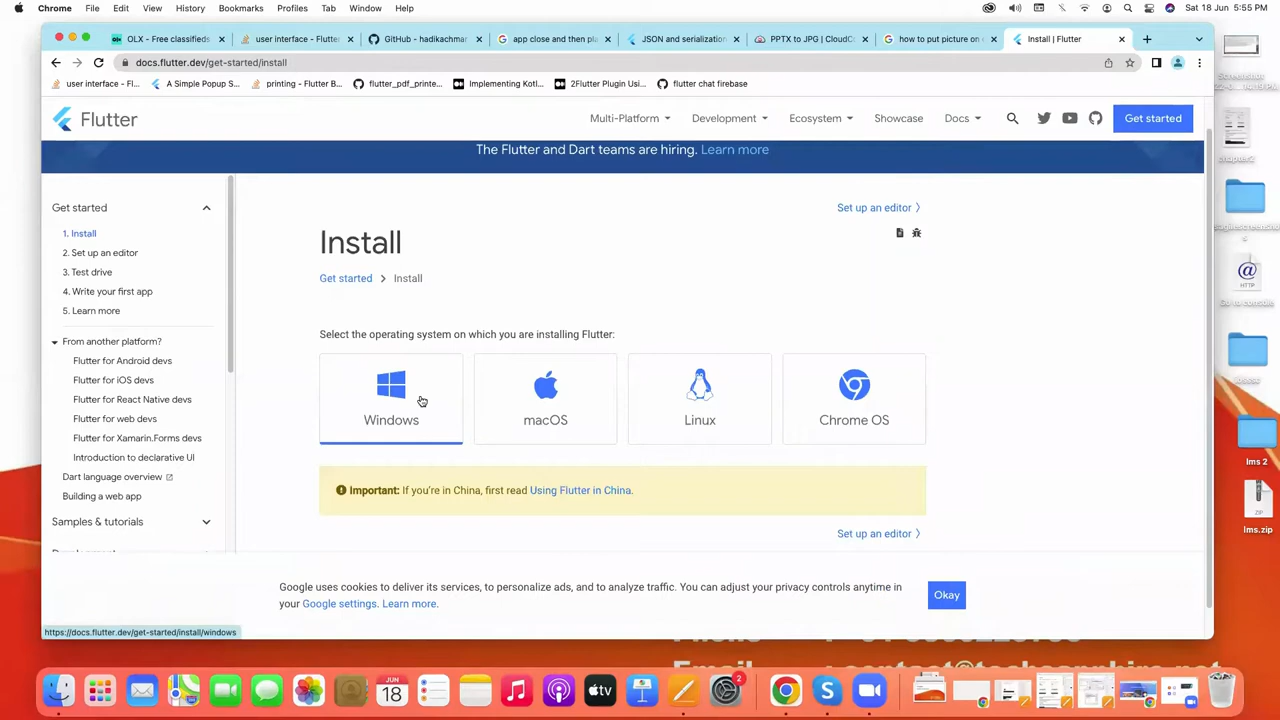 Chrome File Edit View History Bookmarks Profiles Tab Window Help Sat 18 Jun 5:55 PM
OLX - Free classifieds user interface - Flutter GitHub - hadikachmar app close and then pla JSON and serialization PPTX to JPG | CloudC how to put picture on Install | Flutter
docs.flutter.dev/get-started/install
user interface - Fl... A Simple Popup S... printing - Flutter B... flutter_pdf_printe... Implementing Kotl... 2Flutter Plugin Usi... flutter chat firebase
Flutter Multi-Platform Development Ecosystem Showcase Docs Get started
The Flutter and Dart teams are hiring. Learn more
Get started
1. Install
2. Set up an editor
3. Test drive
4. Write your first app
5. Learn more
From another platform?
Flutter for Android devs
Flutter for iOS devs
Flutter for React Native devs
Flutter for web devs
Flutter for Xamarin.Forms devs
Introduction to declarative UI
Dart language overview
Building a web app
Samples & tutorials
Set up an editor
Install
Get started Install
Select the operating system on which you are installing Flutter:
Windows macOS Linux Chrome OS
Important: If you're in China, first read Using Flutter in China.
Set up an editor
Google uses cookies to deliver its services, to personalize ads, and to analyze traffic. You can adjust your privacy controls anytime in
your Google settings. Learn more.
Okay
https://docs.flutter.dev/get-started/install/windows
Screenshot
chapter2
HTTP
lms 2
ZIP
lms.zip
Email
JUN
18
tv
2